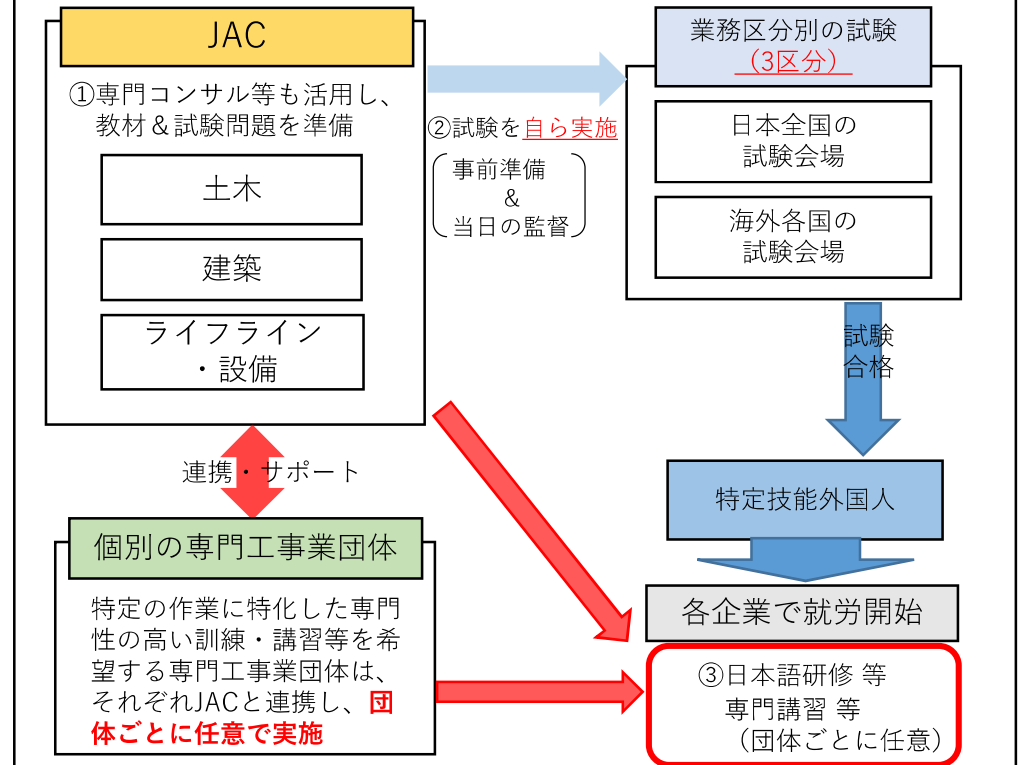 JAC
①専門コンサル等も活用し、
教材＆試験問題を準備
土木
建築
ライフライン
・設備
②試験を自ら実施
事前準備
＆
当日の監督
業務区分別の試験
（3区分）
日本全国の
試験会場
海外各国の
試験会場
試験
合格
連携・サポート
特定技能外国人
個別の専門工事業団体
特定の作業に特化した専門
性の高い訓練・講習等を希
望する専門工事業団体は、
それぞれJACと連携し、団
体ごとに任意で実施
各企業で就労開始
③日本語研修 等
専門講習 等
（団体ごとに任意）